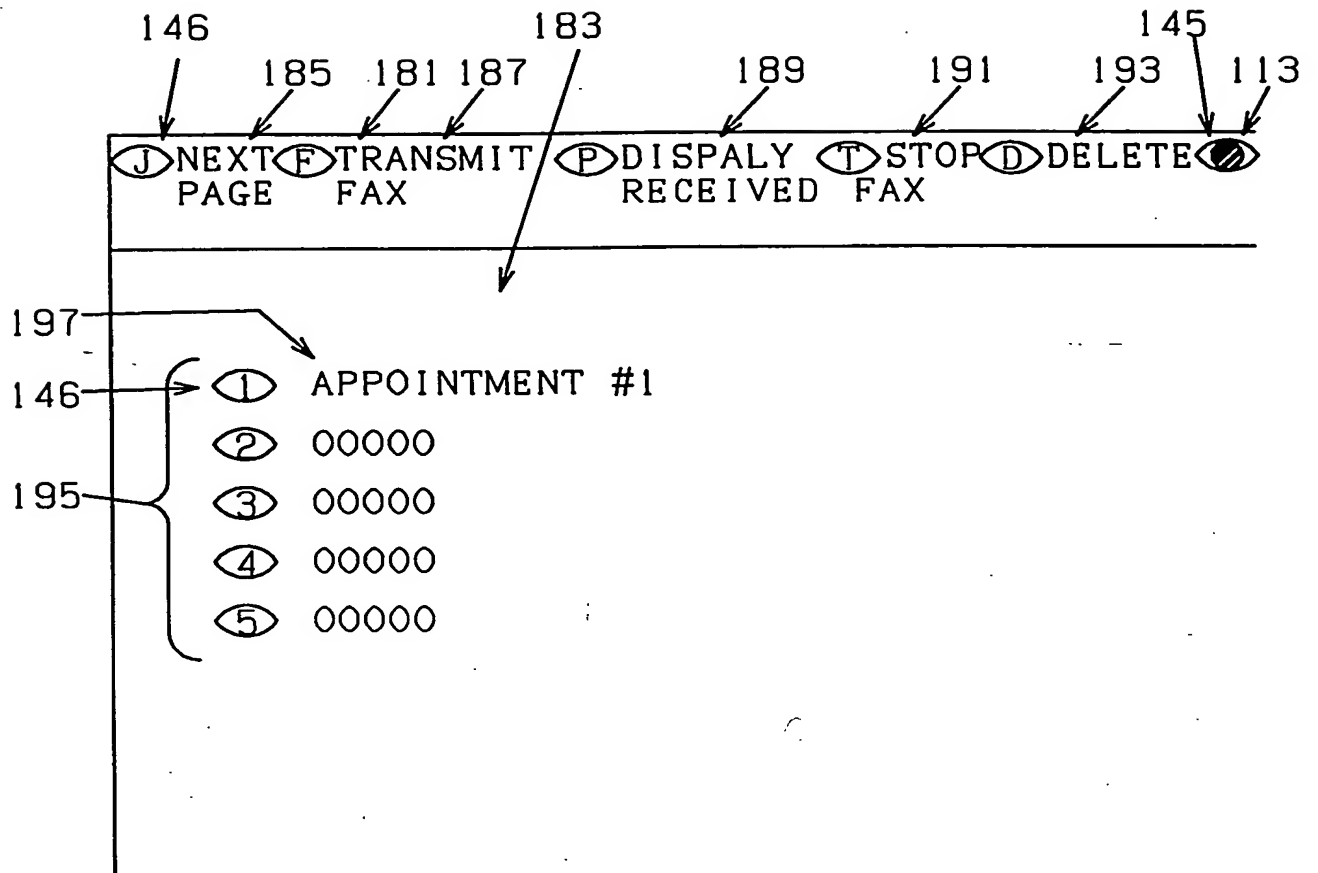 146 183 145
185 181 187 189 191 193 113
J NEXT F TRANSMIT P DISPALY T STOP D DELETE
PAGE FAX RECEIVED FAX
197
146 1 APPOINTMENT #1
2 00000
195 3 00000
4 00000
5 00000